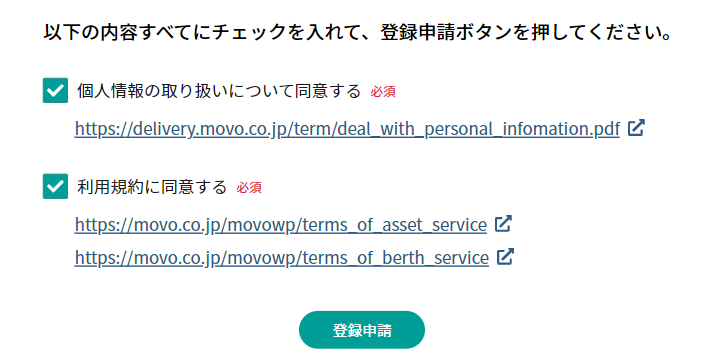 以下の内容すべてにチェックを入れて、登録申請ボタンを押してください。
個人情報の取り扱いについて同意する 必須
https://delivery.movo.co.jp/term/deal_with_personal_infomation.pdf
利用規約に同意する 必須
https://movo.co.jp/movowp/terms_of_asset_service
https://movo.co.jp/movowp/terms_of_berth_service
登録申請